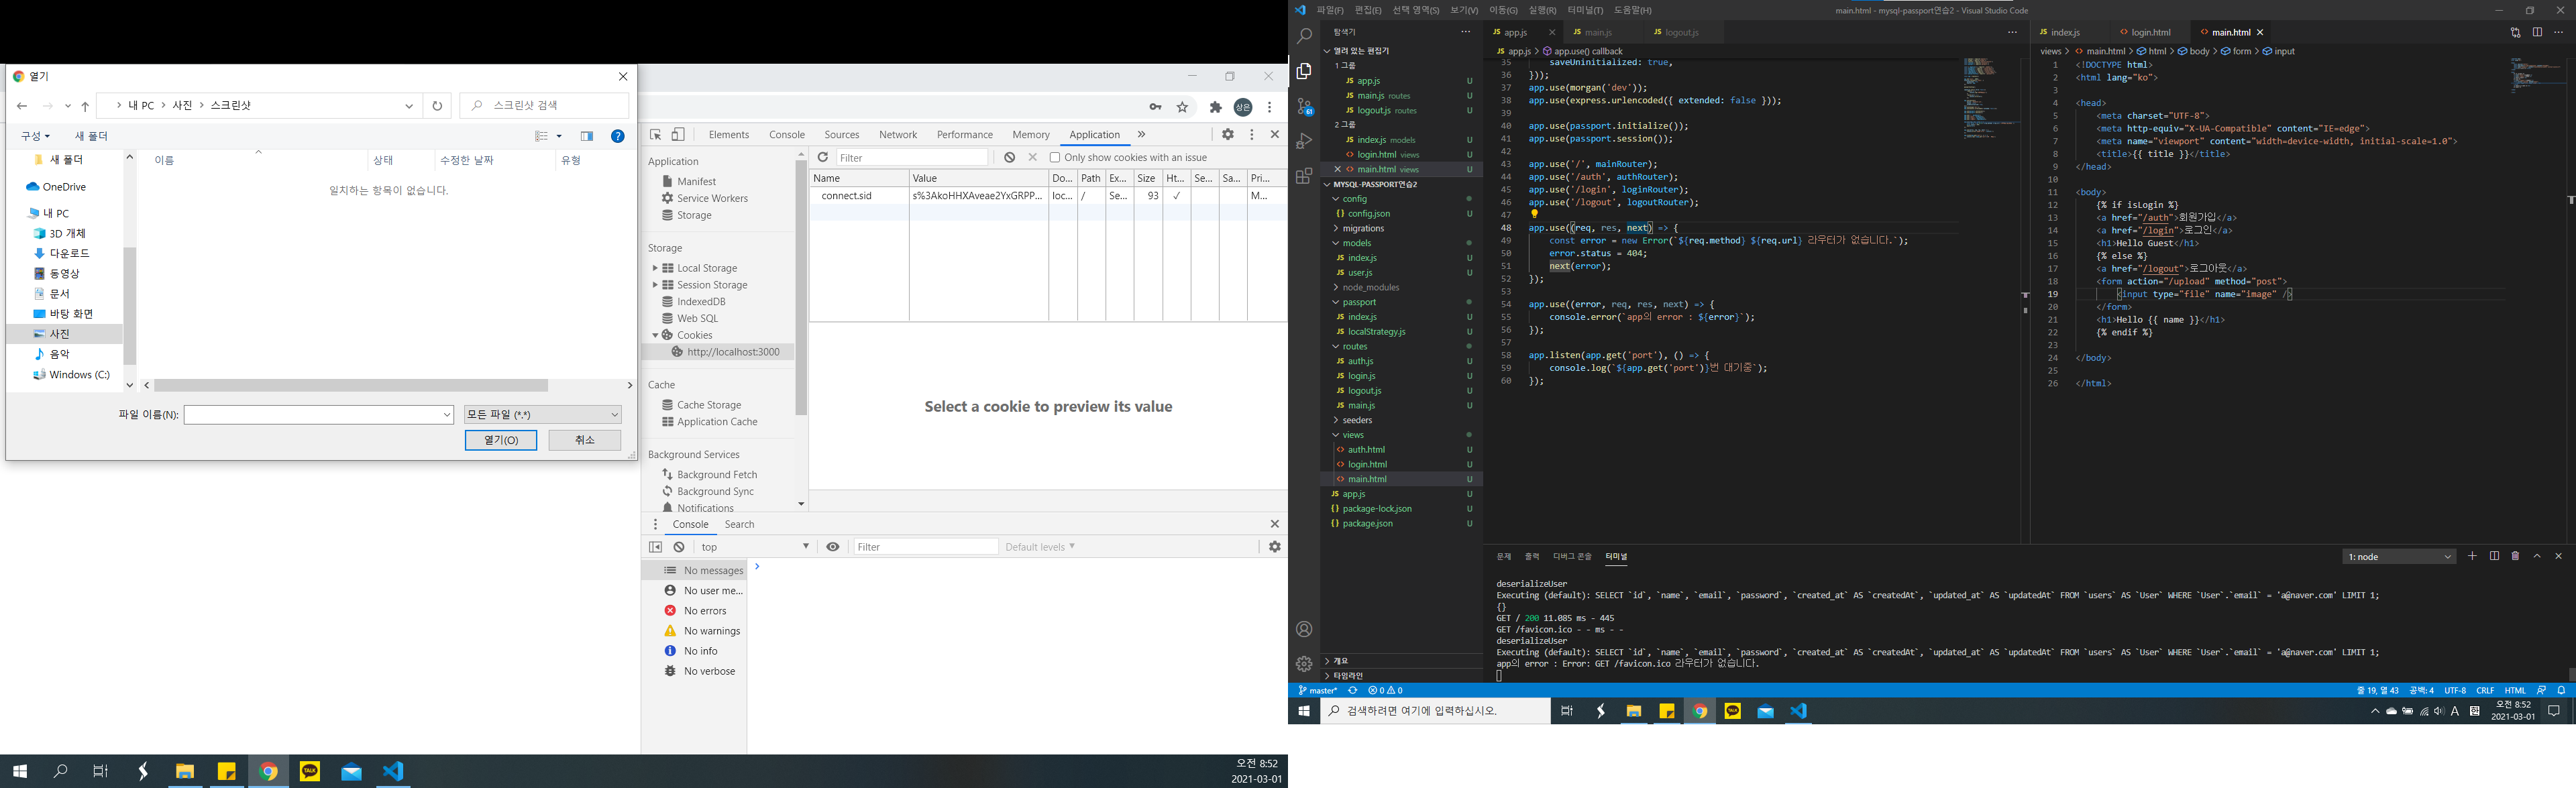 열기
내 PC > 사진 > 스크린샷
스크린샷 검색
구성
새 폴더
이름
상태
수정한 날짜
유형
일치하는 항목이 없습니다.
새 폴더
OneDrive
내 PC
3D 개체
다운로드
동영상
문서
바탕 화면
사진
음악
Windows (C:)
파일 이름(N):
모든 파일 (*.*)
열기(O)
취소
상은
Elements Console Sources Network Performance Memory Application »
Application
Manifest
Service Workers
Storage
Storage
Local Storage
Session Storage
IndexedDB
Web SQL
Cookies
http://localhost:3000
Cache
Cache Storage
Application Cache
Background Services
Background Fetch
Background Sync
Notifications
Filter
Only show cookies with an issue
Name Value Do... Path Ex... Size Ht... Se... Sa... Pri...
connect.sid s%3AkoHHXAveae2YxGRPP... loc... / Se... 93 ✓ M...
Select a cookie to preview its value
Console Search
top Filter Default levels
No messages
No user me...
No errors
No warnings
No info
No verbose
오전 8:52
2021-03-01
파일(F) 편집(E) 선택 영역(S) 보기(V) 이동(G) 실행(R) 터미널(T) 도움말(H)
main.html - mysql-passport연습2 - Visual Studio Code
탐색기
열려 있는 편집기
1 그룹
JS app.js U
JS main.js routes U
JS logout.js routes U
2 그룹
JS index.js models U
<> login.html views U
<> main.html views U
MYSQL-PASSPORT연습2
config
{} config.json U
migrations
models
JS index.js U
JS user.js U
node_modules
passport
JS index.js U
JS localStrategy.js U
routes
JS auth.js U
JS login.js U
JS logout.js U
JS main.js U
seeders
views
<> auth.html U
<> login.html U
<> main.html U
JS app.js U
{} package-lock.json U
{} package.json U
개요
타임라인
61
JS app.js JS main.js JS logout.js
JS app.js > app.use() callback
35 saveUninitialized: true,
36 }));
37 app.use(morgan('dev'));
38 app.use(express.urlencoded({ extended: false }));
39
40 app.use(passport.initialize());
41 app.use(passport.session());
42
43 app.use('/', mainRouter);
44 app.use('/auth', authRouter);
45 app.use('/login', loginRouter);
46 app.use('/logout', logoutRouter);
47
48 app.use((req, res, next) => {
49 const error = new Error(`${req.method} ${req.url} 라우터가 없습니다.`);
50 error.status = 404;
51 next(error);
52 });
53
54 app.use((error, req, res, next) => {
55 console.error(`app의 error : ${error}`);
56 });
57
58 app.listen(app.get('port'), () => {
59 console.log(`${app.get('port')}번 대기중`);
60 });
JS index.js <> login.html <> main.html
views > <> main.html > html > body > form > input
1 <!DOCTYPE html>
2 <html lang="ko">
3
4 <head>
5 <meta charset="UTF-8">
6 <meta http-equiv="X-UA-Compatible" content="IE=edge">
7 <meta name="viewport" content="width=device-width, initial-scale=1.0">
8 <title>{{ title }}</title>
9 </head>
10
11 <body>
12 {% if isLogin %}
13 <a href="/auth">회원가입</a>
14 <a href="/login">로그인</a>
15 <h1>Hello Guest</h1>
16 {% else %}
17 <a href="/logout">로그아웃</a>
18 <form action="/upload" method="post">
19 <input type="file" name="image" />
20 </form>
21 <h1>Hello {{ name }}</h1>
22 {% endif %}
23
24 </body>
25
26 </html>
문제 출력 디버그 콘솔 터미널
1: node
deserializeUser
Executing (default): SELECT `id`, `name`, `email`, `password`, `created_at` AS `createdAt`, `updated_at` AS `updatedAt` FROM `users` AS `User` WHERE `User`.`email` = 'a@naver.com' LIMIT 1;
{}
GET / 200 11.085 ms - 445
GET /favicon.ico - - ms - -
deserializeUser
Executing (default): SELECT `id`, `name`, `email`, `password`, `created_at` AS `createdAt`, `updated_at` AS `updatedAt` FROM `users` AS `User` WHERE `User`.`email` = 'a@naver.com' LIMIT 1;
app의 error : Error: GET /favicon.ico 라우터가 없습니다.
master* 0 0
줄 19, 열 43 공백: 4 UTF-8 CRLF HTML
검색하려면 여기에 입력하십시오.
A
오전 8:52
2021-03-01